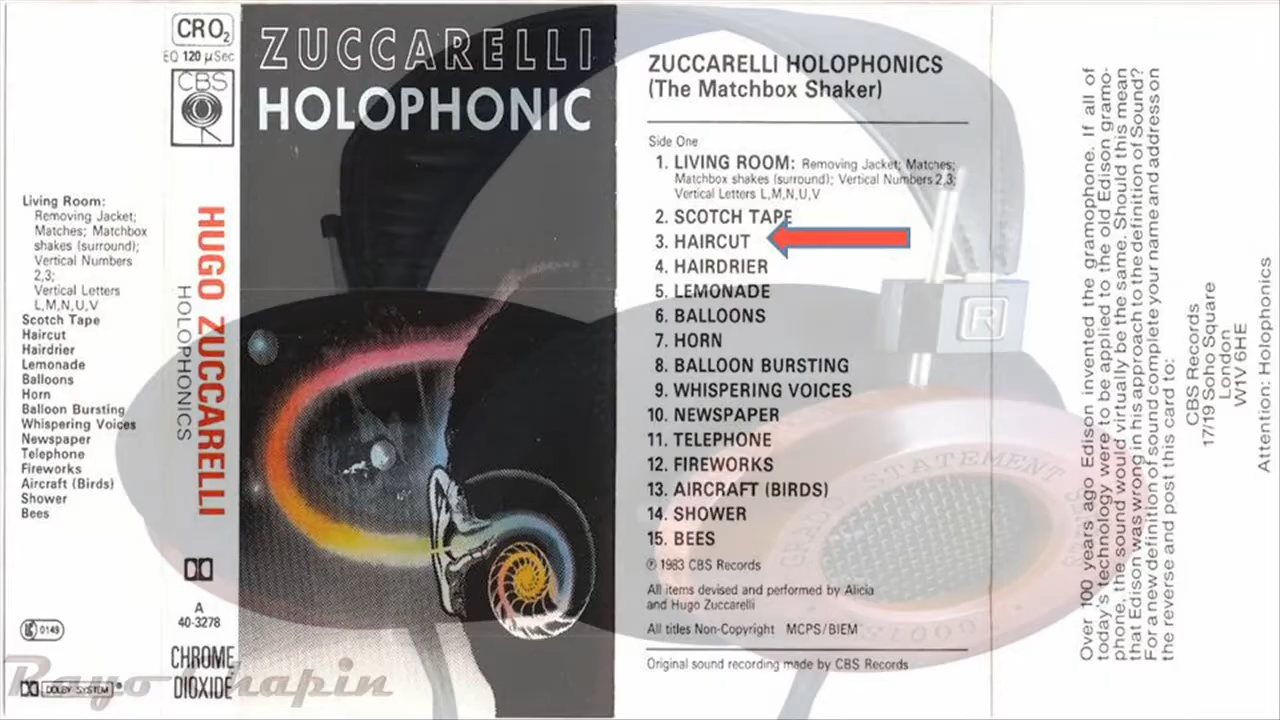 Living Room:
Removing Jacket;
Matches; Matchbox
shakes (surround);
Vertical Numbers
2,3;
Vertical Letters
L,M,N,U,V
Scotch Tape
Haircut
Hairdrier
Lemonade
Balloons
Horn
Balloon Bursting
Whispering Voices
Newspaper
Telephone
Fireworks
Aircraft (Birds)
Shower
Bees
0149
DOLBY SYSTEM
Rayo Chapin
CR O2
EQ 120 µSec
CBS
HUGO ZUCCARELLI
HOLOPHONICS
A
40-3278
CHROME
DIOXIDE
ZUCCARELLI
HOLOPHONIC
ZUCCARELLI HOLOPHONICS
(The Matchbox Shaker)
Side One
1. LIVING ROOM: Removing Jacket; Matches;
Matchbox shakes (surround); Vertical Numbers 2,3;
Vertical Letters L,M,N,U,V
2. SCOTCH TAPE
3. HAIRCUT
4. HAIRDRIER
5. LEMONADE
6. BALLOONS
7. HORN
8. BALLOON BURSTING
9. WHISPERING VOICES
10. NEWSPAPER
11. TELEPHONE
12. FIREWORKS
13. AIRCRAFT (BIRDS)
14. SHOWER
15. BEES
℗ 1983 CBS Records
All items devised and performed by Alicia
and Hugo Zuccarelli
All titles Non-Copyright MCPS/BIEM
Original sound recording made by CBS Records
R
GRADO STATEMENT
1000
Over 100 years ago Edison invented the gramophone. If all of
today's technology were to be applied to the old Edison gramo-
phone, the sound would virtually be the same. Should this mean
that Edison was wrong in his approach to the definition of Sound?
For a new definition of sound complete your name and address on
the reverse and post this card to:
CBS Records
17/19 Soho Square
London
W1V 6HE
Attention: Holophonics